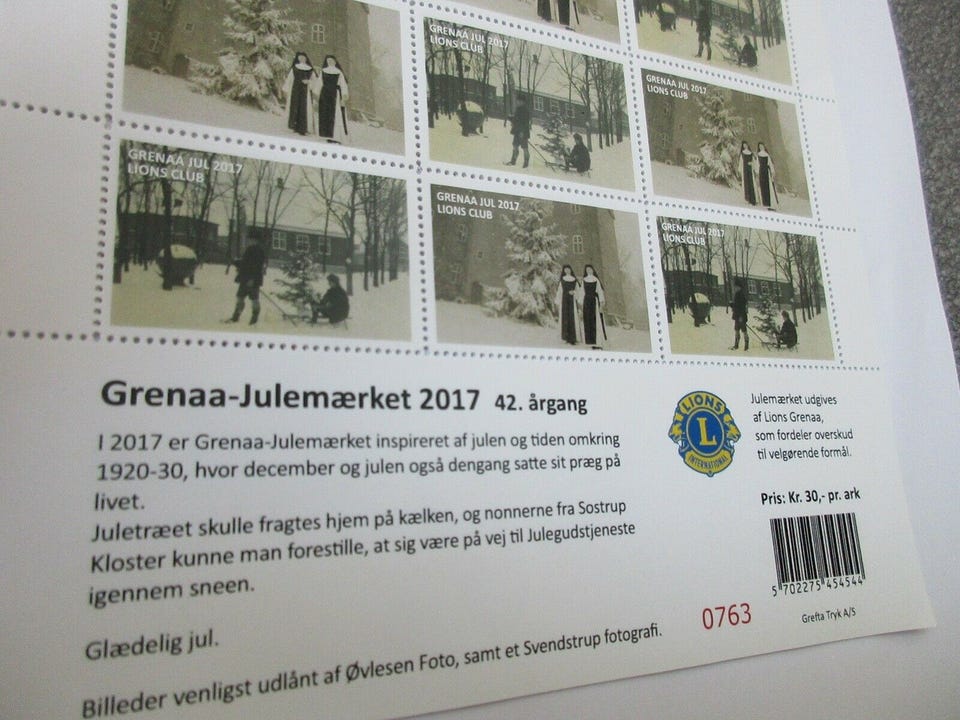 GRENAA JUL 2017
LIONS CLUB
GRENAA JUL 2017
LIONS CLUB
GRENAA JUL 2017
LIONS CLUB
GRENAA JUL 2017
LIONS CLUB
GRENAA JUL 2017
LIONS CLUB
Grenaa-Julemærket 2017 42. årgang
I 2017 er Grenaa-Julemærket inspireret af julen og tiden omkring
1920-30, hvor december og julen også dengang satte sit præg på
livet.
Juletræet skulle fragtes hjem på kælken, og nonnerne fra Sostrup
Kloster kunne man forestille, at sig være på vej til Julegudstjeneste
igennem sneen.
Glædelig jul.
Billeder venligst udlånt af Øvlesen Foto, samt et Svendstrup fotografi.
LIONS
L
INTERNATIONAL
Julemærket udgives
af Lions Grenaa,
som fordeler overskud
til velgørende formål.
Pris: Kr. 30,- pr. ark
5 702275 454544
0763
Grefta Tryk A/S